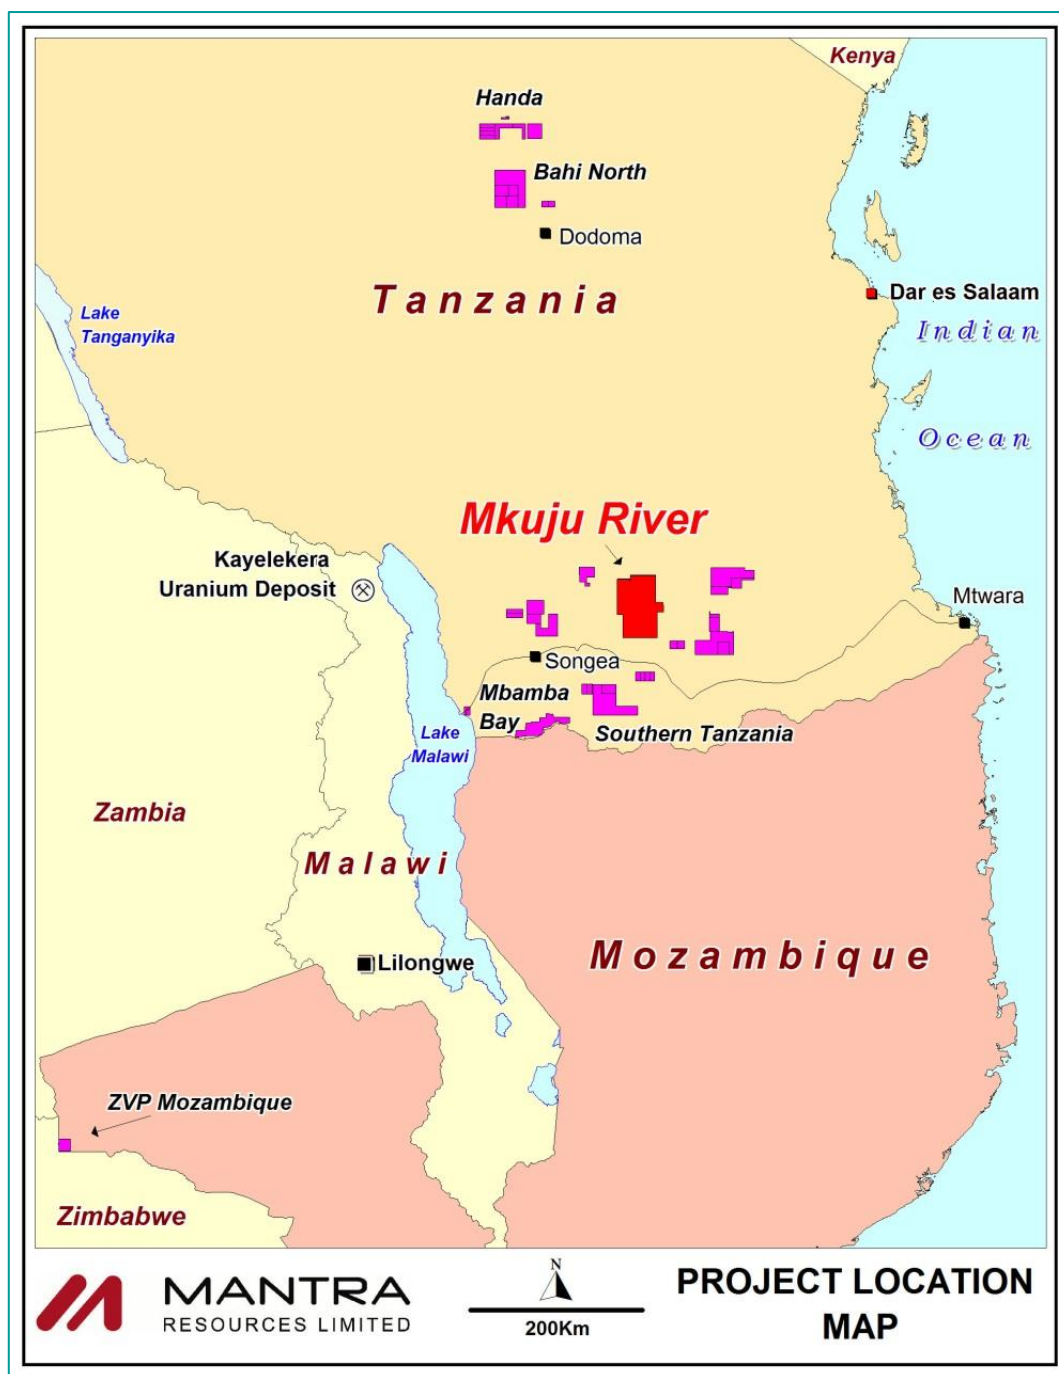 Kenya
Handa
Bahi North
Dodoma
Tanzania
Dar es Salaam
Lake
Tanganyika
Indian
Ocean
Mkuju River
Kayelekera
Uranium Deposit
Mtwara
Songea
Mbamba
Bay
Southern Tanzania
Lake
Malawi
Zambia
Malawi
Mozambique
Lilongwe
ZVP Mozambique
Zimbabwe
MANTRA
RESOURCES LIMITED
N
200Km
PROJECT LOCATION
MAP